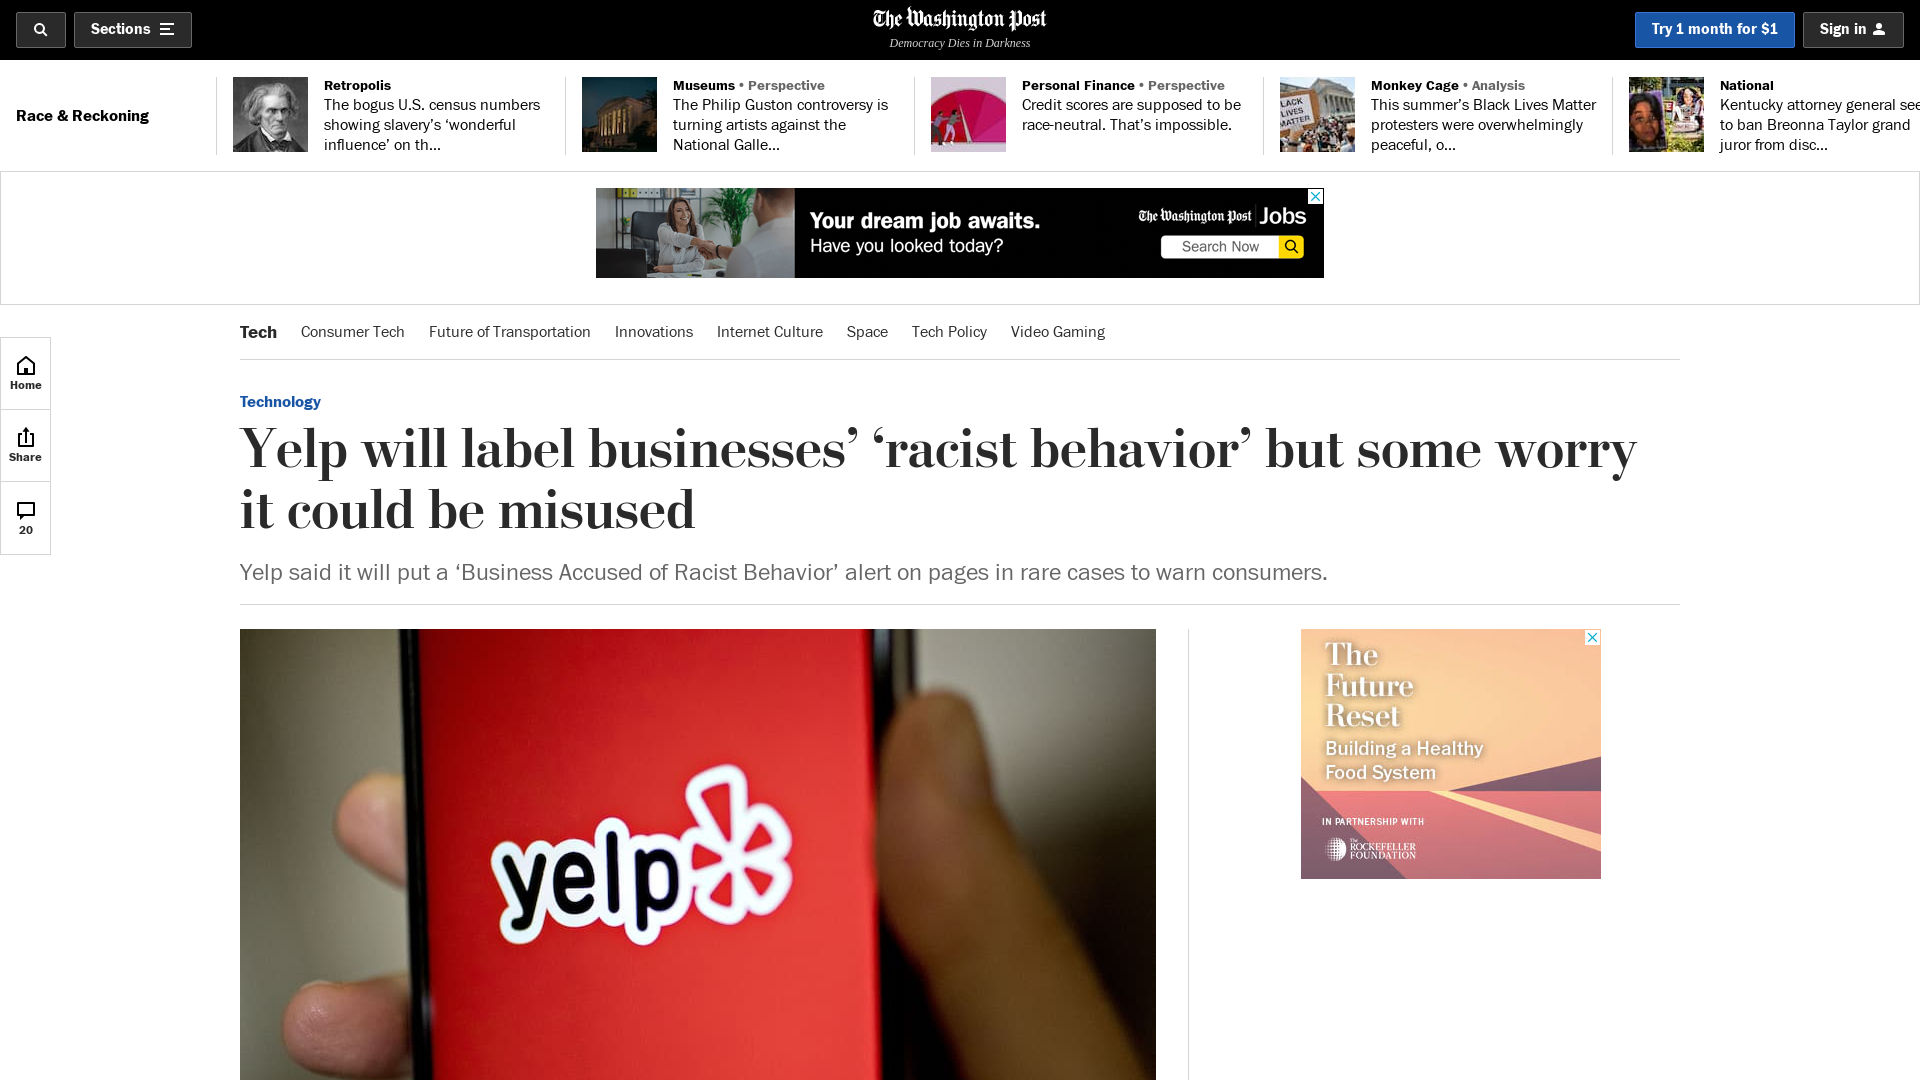 Sections
The Washington Post
Democracy Dies in Darkness
Try 1 month for $1
Sign in
Race & Reckoning
Retropolis
The bogus U.S. census numbers
showing slavery’s ‘wonderful
influence’ on th...
Museums • Perspective
The Philip Guston controversy is
turning artists against the
National Galle...
Personal Finance • Perspective
Credit scores are supposed to be
race-neutral. That’s impossible.
LACK
LIVES
MATTER
Monkey Cage • Analysis
This summer’s Black Lives Matter
protesters were overwhelmingly
peaceful, o...
National
Kentucky attorney general see
to ban Breonna Taylor grand
juror from disc...
Your dream job awaits.
Have you looked today?
The Washington Post Jobs
Search Now
Tech Consumer Tech Future of Transportation Innovations Internet Culture Space Tech Policy Video Gaming
Home
Share
20
Technology
Yelp will label businesses’ ‘racist behavior’ but some worry
it could be misused
Yelp said it will put a ‘Business Accused of Racist Behavior’ alert on pages in rare cases to warn consumers.
yelp
The
Future
Reset
Building a Healthy
Food System
IN PARTNERSHIP WITH
The
ROCKEFELLER
FOUNDATION